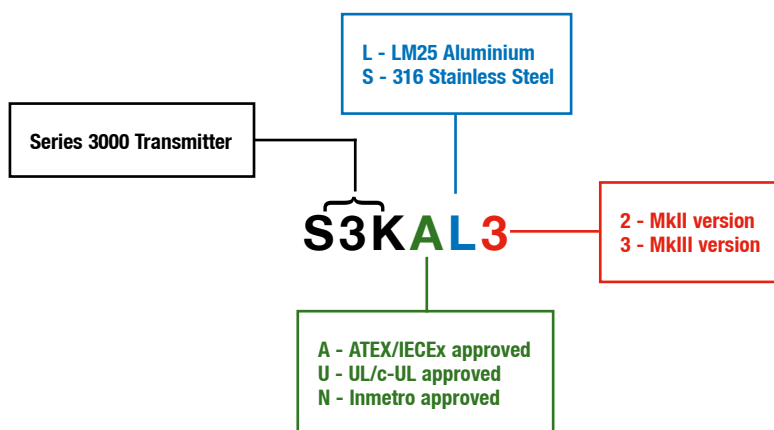 L - LM25 Aluminium
S - 316 Stainless Steel
Series 3000 Transmitter
S3KAL3
2 - MkII version
3 - MkIII version
A - ATEX/IECEx approved
U - UL/c-UL approved
N - Inmetro approved